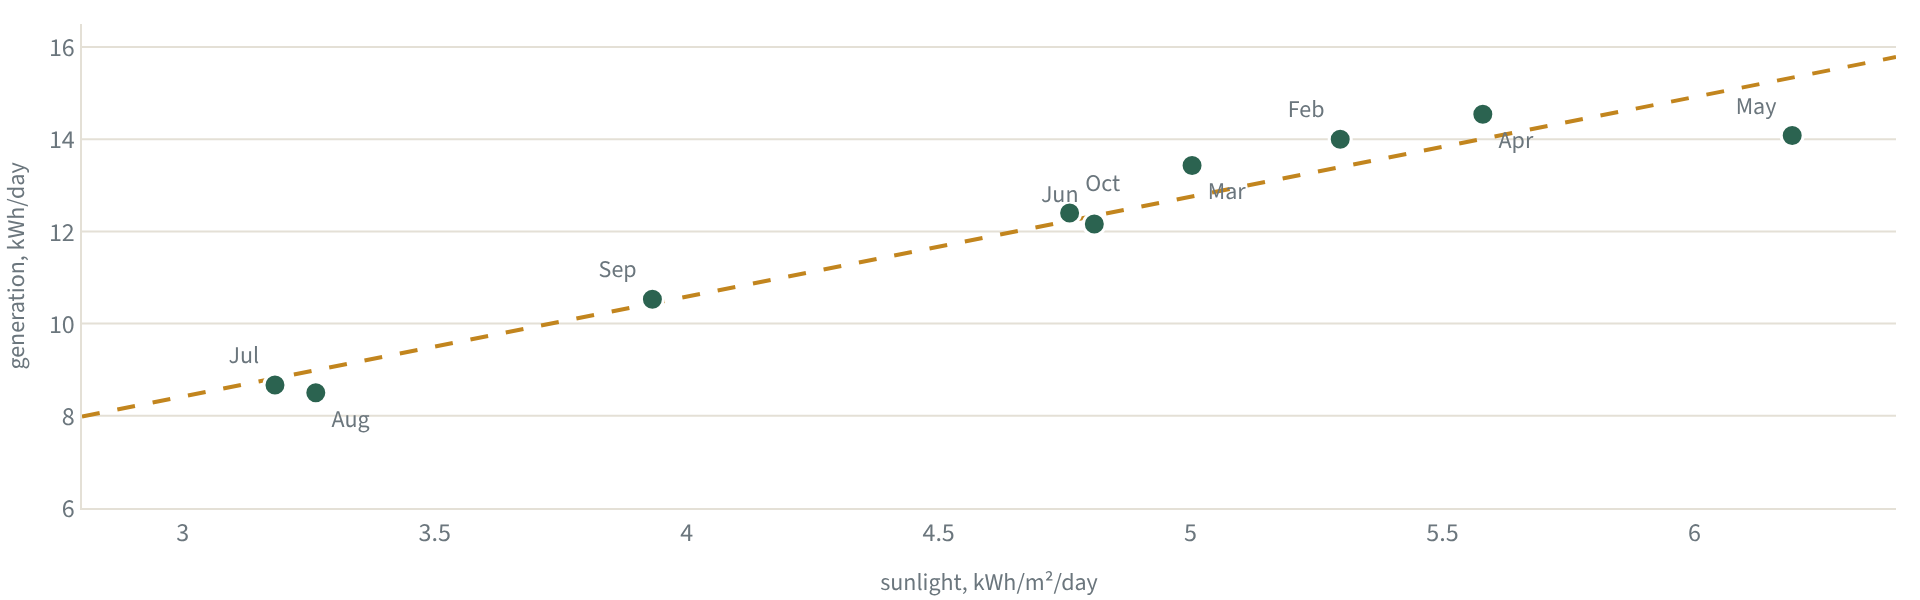 16
14
12
10
8
6
generation, kWh/day
Feb
May
Apr
Jun
Oct
Mar
Sep
Jul
Aug
3
3.5
4
4.5
5
5.5
6
sunlight, kWh/m²/day